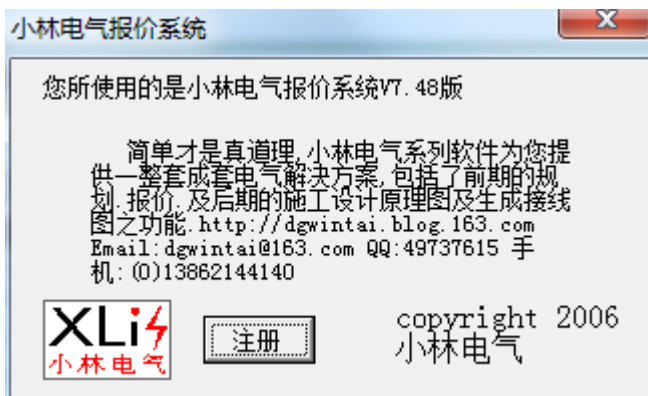 小林电气报价系统
您所使用的是小林电气报价系统V7.48版
简单才是真道理,小林电气系列软件为您提
供一整套成套电气解决方案,包括了前期的规
划.报价.及后期的施工设计原理图及生成接线
图之功能.http://dgwintai.blog.163.com
Email:dgwintai@163.com QQ:49737615 手
机:(0)13862144140
XLi
小林电气
注册
copyright 2006
小林电气